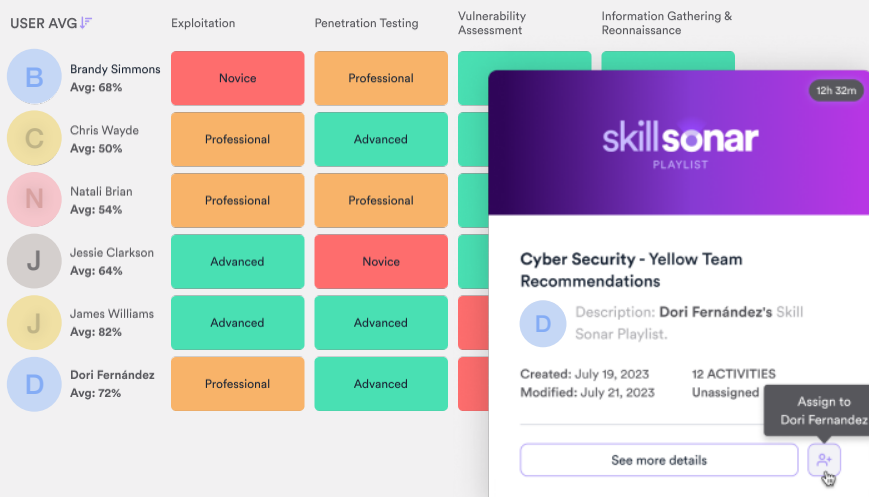 USER AVG
Exploitation
Penetration Testing
Vulnerability
Assessment
Information Gathering &
Reonnaissance
B
Brandy Simmons
Avg: 68%
Novice
Professional
C
Chris Wayde
Avg: 50%
Professional
Advanced
N
Natali Brian
Avg: 54%
Professional
Professional
J
Jessie Clarkson
Avg: 64%
Advanced
Novice
J
James Williams
Avg: 82%
Advanced
Advanced
D
Dori Fernández
Avg: 72%
Professional
Advanced
12h 32m
skillsonar
PLAYLIST
Cyber Security - Yellow Team
Recommendations
D
Description: Dori Fernández's Skill
Sonar Playlist.
Created: July 19, 2023
12 ACTIVITIES
Modified: July 21, 2023
Unassigned
Assign to
Dori Fernandez
See more details